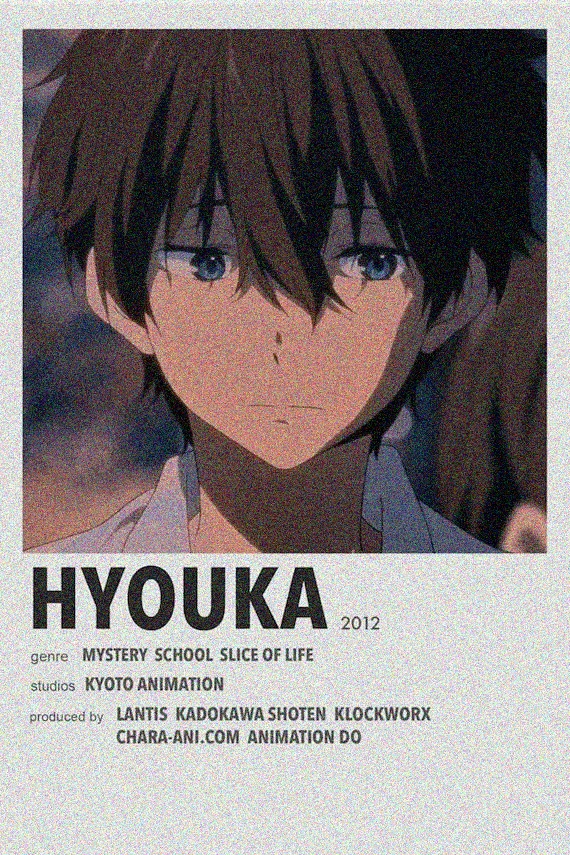 HYOUKA 2012
genre MYSTERY SCHOOL SLICE OF LIFE
studios KYOTO ANIMATION
produced by LANTIS KADOKAWA SHOTEN KLOCKWORX
CHARA-ANI.COM ANIMATION DO